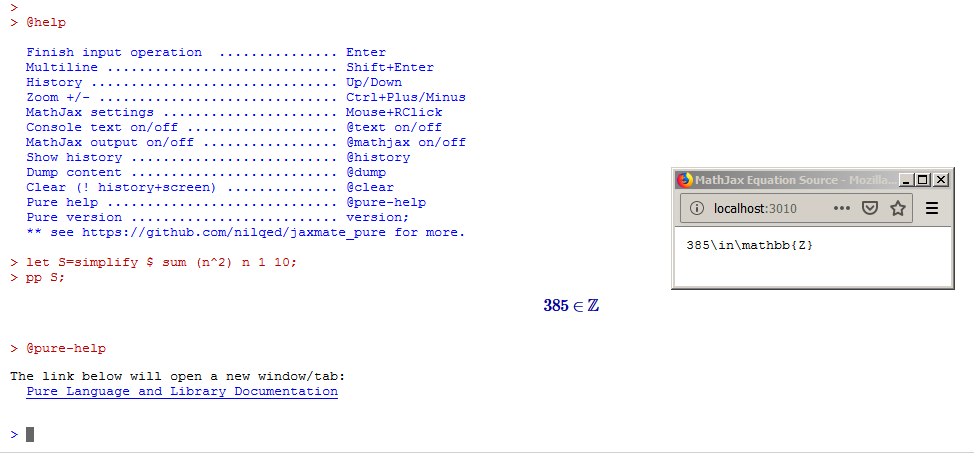 >
> @help
Finish input operation ............... Enter
Multiline ............................. Shift+Enter
History ............................... Up/Down
Zoom +/- .............................. Ctrl+Plus/Minus
MathJax settings ...................... Mouse+RClick
Console text on/off ................... @text on/off
MathJax output on/off ................. @mathjax on/off
Show history .......................... @history
Dump content .......................... @dump
Clear (! history+screen) .............. @clear
Pure help ............................. @pure-help
Pure version .......................... version;
** see https://github.com/nilqed/jaxmate_pure for more.
> let S=simplify $ sum (n^2) n 1 10;
> pp S;
385 ∈ ℤ
> @pure-help
The link below will open a new window/tab:
Pure Language and Library Documentation
>
MathJax Equation Source - Mozilla...
localhost:3010
385\in\mathbb{Z}